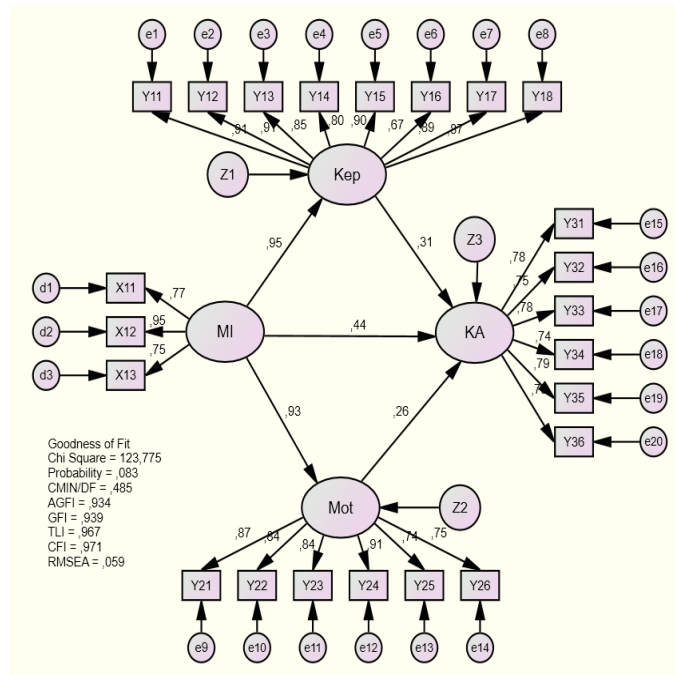 e1 e2 e3 e4 e5 e6 e7 e8
Y11 Y12 Y13 Y14 Y15 Y16 Y17 Y18
,91 ,91 ,85 ,80 ,90 ,67 ,89 ,87
Z1 Kep
,95 ,31
Z3
Y31 e15
,78
Y32 e16
,75
d1 X11 ,77
Y33 e17
,78
d2 X12 ,95 MI ,44 KA
,74 Y34 e18
d3 X13 ,75
,79 Y35 e19
Y36 e20
,93 ,26
Goodness of Fit
Chi Square = 123,775
Probability = ,083
CMIN/DF = ,485
AGFI = ,934
GFI = ,939
TLI = ,967
CFI = ,971
RMSEA = ,059
Mot Z2
,87 ,84 ,84 ,91 ,74 ,75
Y21 Y22 Y23 Y24 Y25 Y26
e9 e10 e11 e12 e13 e14